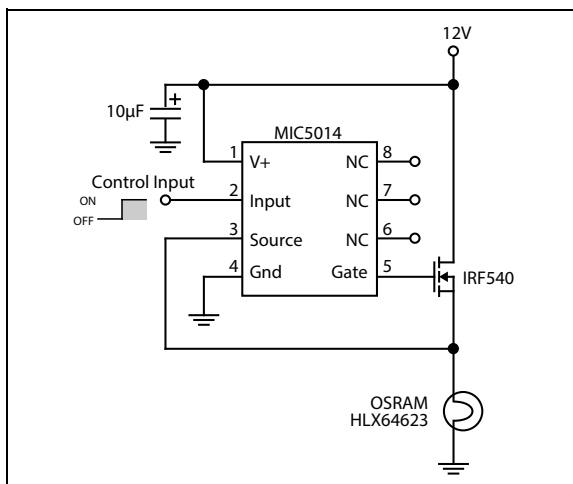 12V
10µF
+
MIC5014
1 V+ NC 8
Control Input
ON
OFF
2 Input NC 7
3 Source NC 6
4 Gnd Gate 5
IRF540
OSRAM
HLX64623